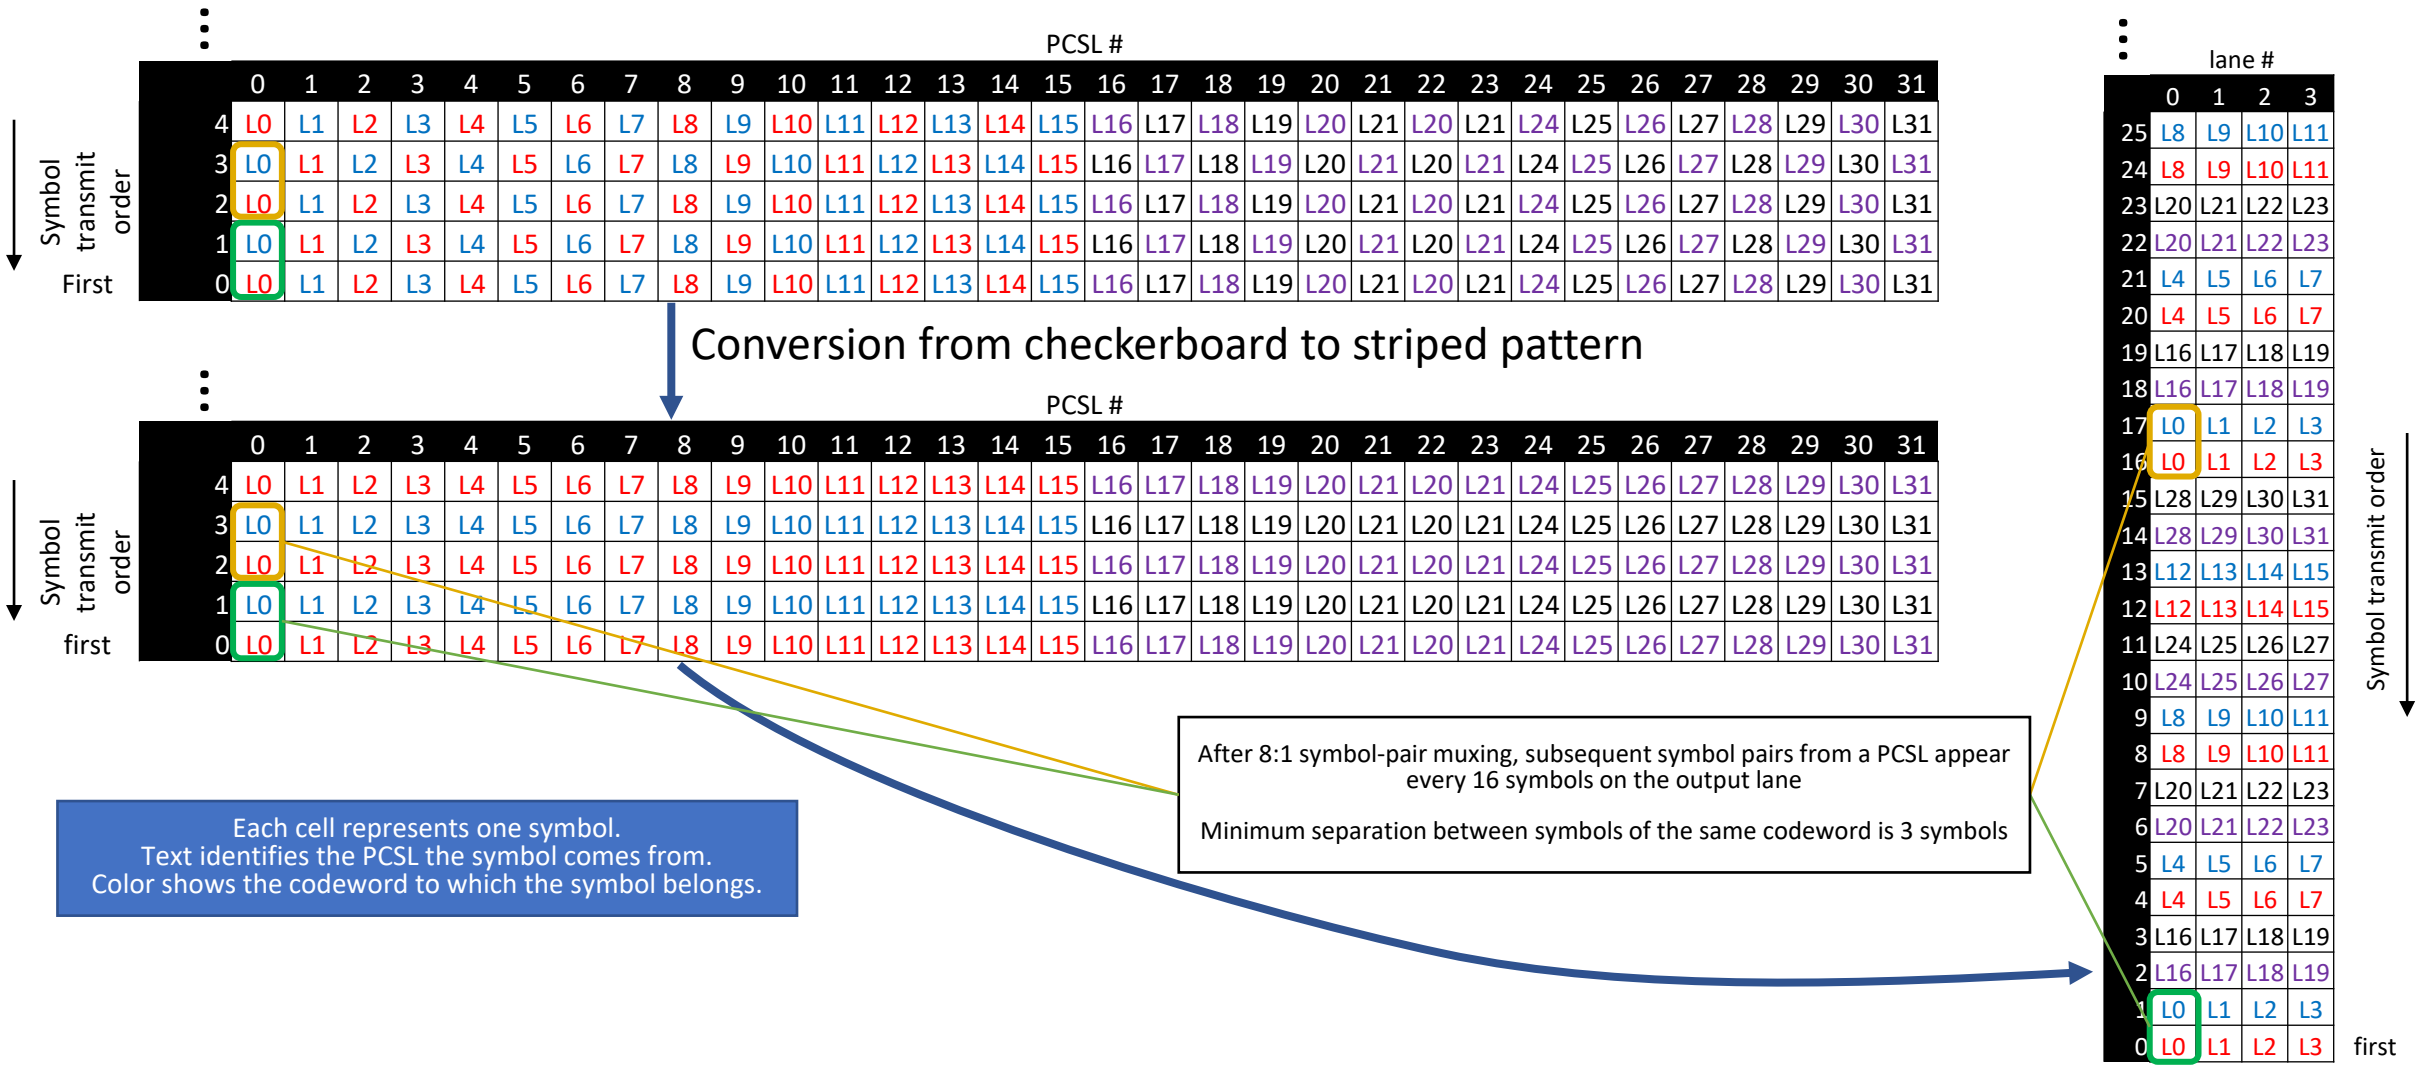 PCSL #
0 1 2 3 4 5 6 7 8 9 10 11 12 13 14 15 16 17 18 19 20 21 22 23 24 25 26 27 28 29 30 31
4 L0 L1 L2 L3 L4 L5 L6 L7 L8 L9 L10 L11 L12 L13 L14 L15 L16 L17 L18 L19 L20 L21 L20 L21 L24 L25 L26 L27 L28 L29 L30 L31
3 L0 L1 L2 L3 L4 L5 L6 L7 L8 L9 L10 L11 L12 L13 L14 L15 L16 L17 L18 L19 L20 L21 L20 L21 L24 L25 L26 L27 L28 L29 L30 L31
2 L0 L1 L2 L3 L4 L5 L6 L7 L8 L9 L10 L11 L12 L13 L14 L15 L16 L17 L18 L19 L20 L21 L20 L21 L24 L25 L26 L27 L28 L29 L30 L31
1 L0 L1 L2 L3 L4 L5 L6 L7 L8 L9 L10 L11 L12 L13 L14 L15 L16 L17 L18 L19 L20 L21 L20 L21 L24 L25 L26 L27 L28 L29 L30 L31
0 L0 L1 L2 L3 L4 L5 L6 L7 L8 L9 L10 L11 L12 L13 L14 L15 L16 L17 L18 L19 L20 L21 L20 L21 L24 L25 L26 L27 L28 L29 L30 L31
Symbol
transmit
order
First
Conversion from checkerboard to striped pattern
PCSL #
0 1 2 3 4 5 6 7 8 9 10 11 12 13 14 15 16 17 18 19 20 21 22 23 24 25 26 27 28 29 30 31
4 L0 L1 L2 L3 L4 L5 L6 L7 L8 L9 L10 L11 L12 L13 L14 L15 L16 L17 L18 L19 L20 L21 L20 L21 L24 L25 L26 L27 L28 L29 L30 L31
3 L0 L1 L2 L3 L4 L5 L6 L7 L8 L9 L10 L11 L12 L13 L14 L15 L16 L17 L18 L19 L20 L21 L20 L21 L24 L25 L26 L27 L28 L29 L30 L31
2 L0 L1 L2 L3 L4 L5 L6 L7 L8 L9 L10 L11 L12 L13 L14 L15 L16 L17 L18 L19 L20 L21 L20 L21 L24 L25 L26 L27 L28 L29 L30 L31
1 L0 L1 L2 L3 L4 L5 L6 L7 L8 L9 L10 L11 L12 L13 L14 L15 L16 L17 L18 L19 L20 L21 L20 L21 L24 L25 L26 L27 L28 L29 L30 L31
0 L0 L1 L2 L3 L4 L5 L6 L7 L8 L9 L10 L11 L12 L13 L14 L15 L16 L17 L18 L19 L20 L21 L20 L21 L24 L25 L26 L27 L28 L29 L30 L31
Symbol
transmit
order
first
After 8:1 symbol-pair muxing, subsequent symbol pairs from a PCSL appear
every 16 symbols on the output lane
Minimum separation between symbols of the same codeword is 3 symbols
Each cell represents one symbol.
Text identifies the PCSL the symbol comes from.
Color shows the codeword to which the symbol belongs.
lane #
0 1 2 3
25 L8 L9 L10 L11
24 L8 L9 L10 L11
23 L20 L21 L22 L23
22 L20 L21 L22 L23
21 L4 L5 L6 L7
20 L4 L5 L6 L7
19 L16 L17 L18 L19
18 L16 L17 L18 L19
17 L0 L1 L2 L3
16 L0 L1 L2 L3
15 L28 L29 L30 L31
14 L28 L29 L30 L31
13 L12 L13 L14 L15
12 L12 L13 L14 L15
11 L24 L25 L26 L27
10 L24 L25 L26 L27
9 L8 L9 L10 L11
8 L8 L9 L10 L11
7 L20 L21 L22 L23
6 L20 L21 L22 L23
5 L4 L5 L6 L7
4 L4 L5 L6 L7
3 L16 L17 L18 L19
2 L16 L17 L18 L19
1 L0 L1 L2 L3
0 L0 L1 L2 L3
first
Symbol transmit order